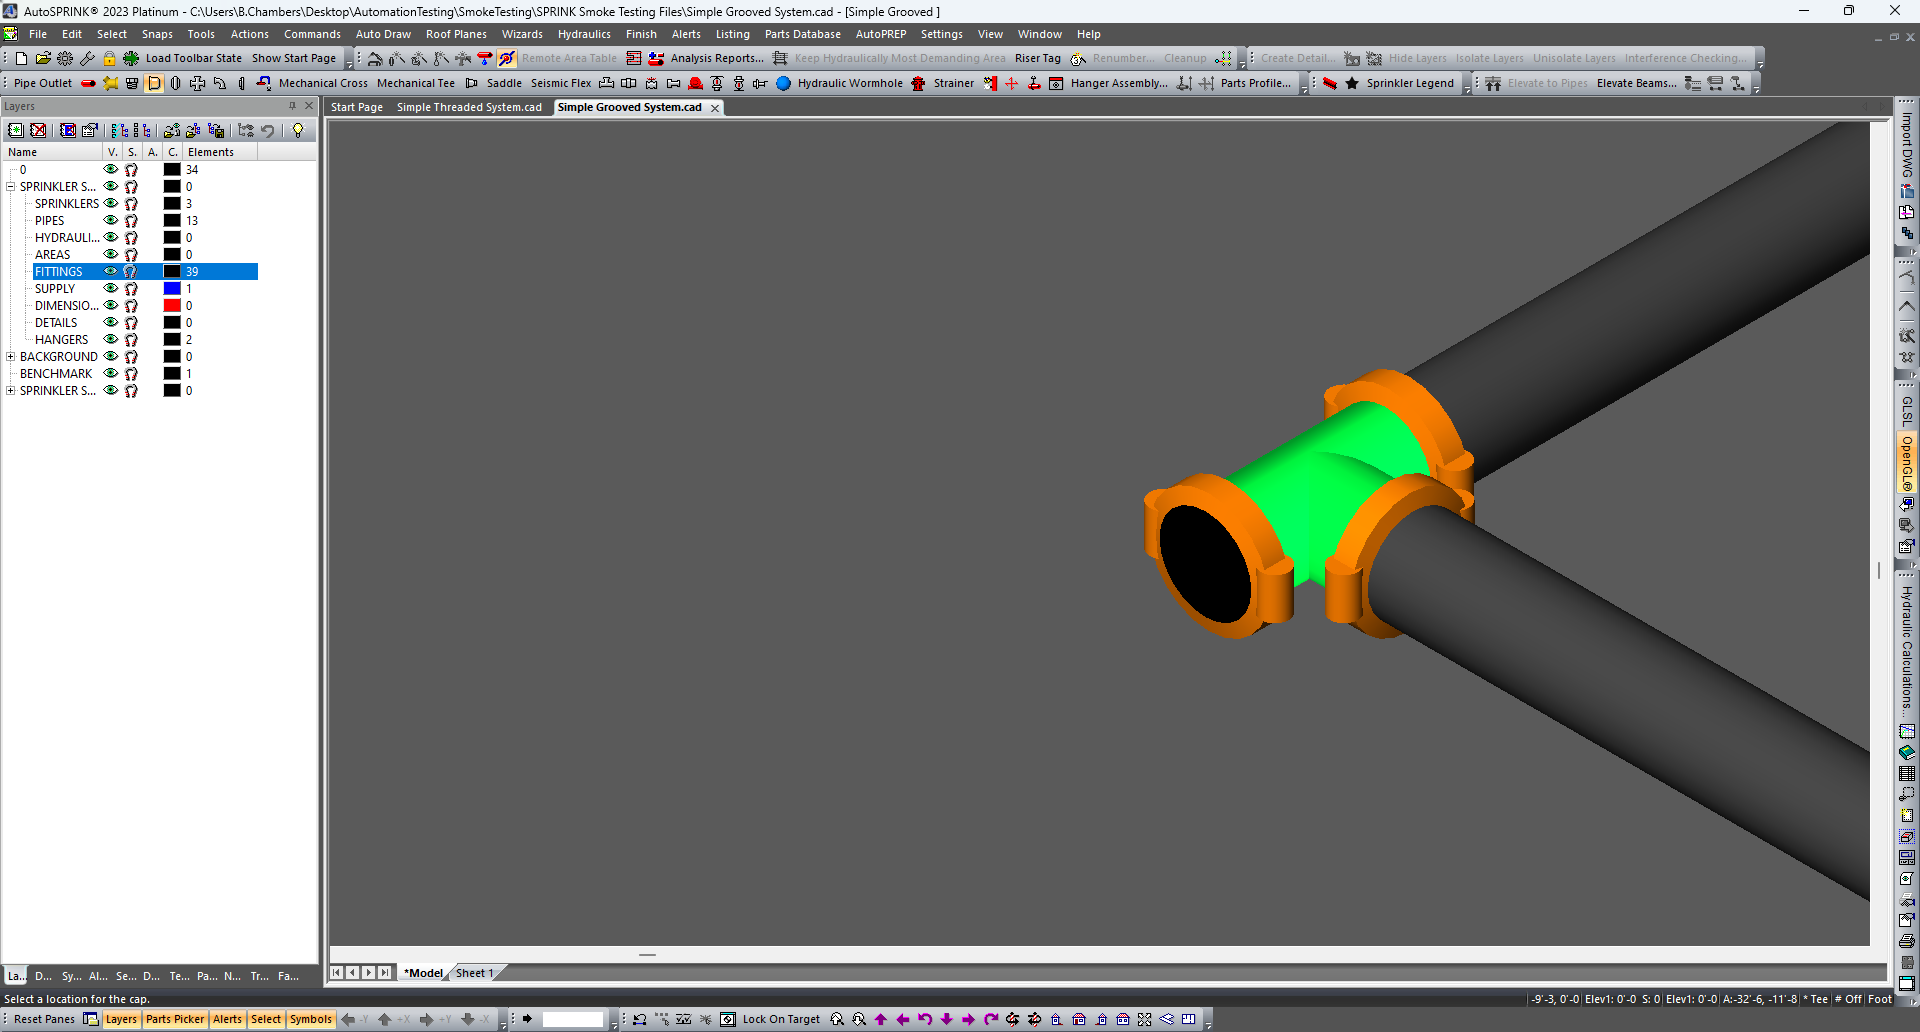 AutoSPRINK® 2023 Platinum - C:\Users\B.Chambers\Desktop\AutomationTesting\SmokeTesting\SPRINK Smoke Testing Files\Simple Grooved System.cad - [Simple Grooved ]
File Edit Select Snaps Tools Actions Commands Auto Draw Roof Planes Wizards Hydraulics Finish Alerts Listing Parts Database AutoPREP Settings View Window Help
Load Toolbar State Show Start Page Remote Area Table Analysis Reports... Keep Hydraulically Most Demanding Area Riser Tag Renumber... Cleanup Create Detail... Hide Layers Isolate Layers Unisolate Layers Interference Checking...
Pipe Outlet Mechanical Cross Mechanical Tee Saddle Seismic Flex Hydraulic Wormhole Strainer Hanger Assembly... Parts Profile... Sprinkler Legend Elevate to Pipes Elevate Beams...
Layers
Start Page Simple Threaded System.cad Simple Grooved System.cad
Name V. S. A. C. Elements
0 34
SPRINKLER S... 0
SPRINKLERS 3
PIPES 13
HYDRAULI... 0
AREAS 0
FITTINGS 39
SUPPLY 1
DIMENSIO... 0
DETAILS 0
HANGERS 2
BACKGROUND 0
BENCHMARK 1
SPRINKLER S... 0
Import DWG
GLSL
OpenGL®
Hydraulic Calculations...
La... D... Sy... Al... Se... D... Te... Pa... N... Tr... Fa...
*Model Sheet 1
Select a location for the cap.
-9'-3, 0'-0 Elev1: 0'-0 S: 0 Elev1: 0'-0 A:-32'-6, -11'-8 * Tee # Off Foot
Reset Panes Layers Parts Picker Alerts Select Symbols -Y +X +Y -X Lock On Target